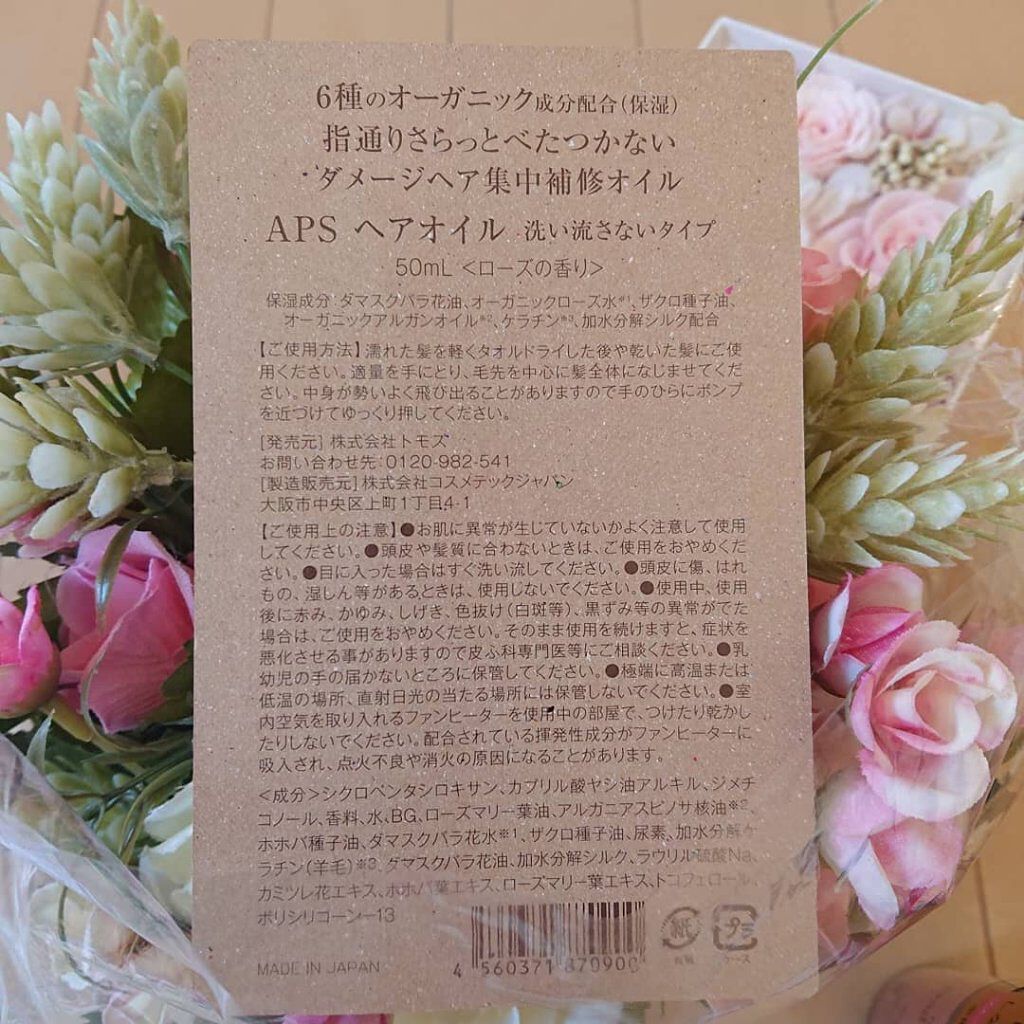 6種のオーガニック成分配合(保湿)
指通りさらっとべたつかない
ダメージヘア集中補修オイル
APS ヘアオイル 洗い流さないタイプ
50mL <ローズの香り>
保湿成分：ダマスクバラ花油、オーガニックローズ水※1、ザクロ種子油、
オーガニックアルガンオイル※2、ケラチン※3、加水分解シルク配合
【ご使用方法】濡れた髪を軽くタオルドライした後や乾いた髪にご使
用ください。適量を手にとり、毛先を中心に髪全体になじませてくだ
さい。中身が勢いよく飛び出ることがありますので手のひらにポンプ
を近づけてゆっくり押してください。
[発売元] 株式会社トモズ
お問い合わせ先：0120-982-541
[製造販売元] 株式会社コスメテックジャパン
大阪市中央区上町1丁目4-1
【ご使用上の注意】●お肌に異常が生じていないかよく注意して使用
してください。●頭皮や髪質に合わないときは、ご使用をおやめくだ
さい。●目に入った場合はすぐ洗い流してください。●頭皮に傷、はれ
もの、湿しん等があるときは、使用しないでください。●使用中、使用
後に赤み、かゆみ、しげき、色抜け(白斑等)、黒ずみ等の異常がでた
場合は、ご使用をおやめください。そのまま使用を続けますと、症状を
悪化させる事がありますので皮ふ科専門医等にご相談ください。●乳
幼児の手の届かないところに保管してください。●極端に高温または
低温の場所、直射日光の当たる場所には保管しないでください。●室
内空気を取り入れるファンヒーターを使用中の部屋で、つけたり乾かし
たりしないでください。配合されている揮発性成分がファンヒーターに
吸入され、点火不良や消火の原因になることがあります。
<成分>シクロペンタシロキサン、カプリル酸ヤシ油アルキル、ジメチ
コノール、香料、水、BG、ローズマリー葉油、アルガニアスピノサ核油※2、
ホホバ種子油、ダマスクバラ花水※1、ザクロ種子油、尿素、加水分解ケ
ラチン(羊毛)※3、ダマスクバラ花油、加水分解シルク、ラウリル硫酸Na、
カミツレ花エキス、ホホバ葉エキス、ローズマリー葉エキス、トコフェロール、
ポリシリコーン-13
紙 プラ
ケース
MADE IN JAPAN
4 560371 870900